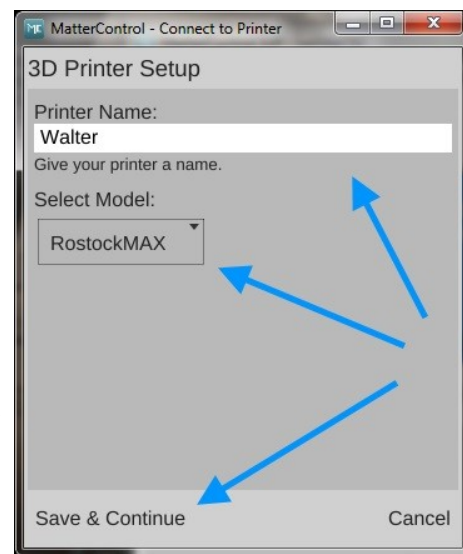 MC MatterControl - Connect to Printer
3D Printer Setup
Printer Name:
Walter
Give your printer a name.
Select Model:
RostockMAX
Save & Continue Cancel